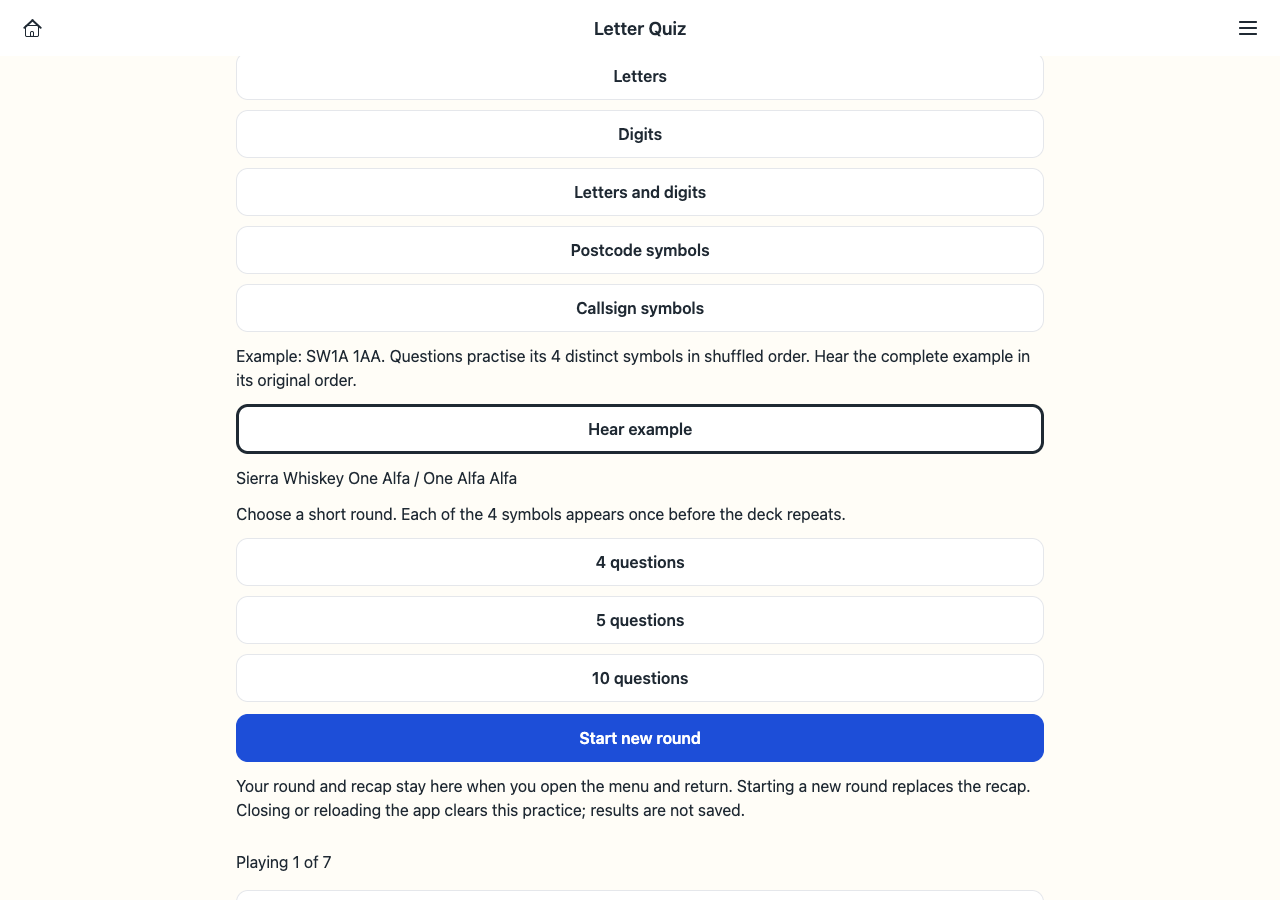 Letter Quiz
Letters
Digits
Letters and digits
Postcode symbols
Callsign symbols
Example: SW1A 1AA. Questions practise its 4 distinct symbols in shuffled order. Hear the complete example in
its original order.
Hear example
Sierra Whiskey One Alfa / One Alfa Alfa
Choose a short round. Each of the 4 symbols appears once before the deck repeats.
4 questions
5 questions
10 questions
Start new round
Your round and recap stay here when you open the menu and return. Starting a new round replaces the recap.
Closing or reloading the app clears this practice; results are not saved.
Playing 1 of 7